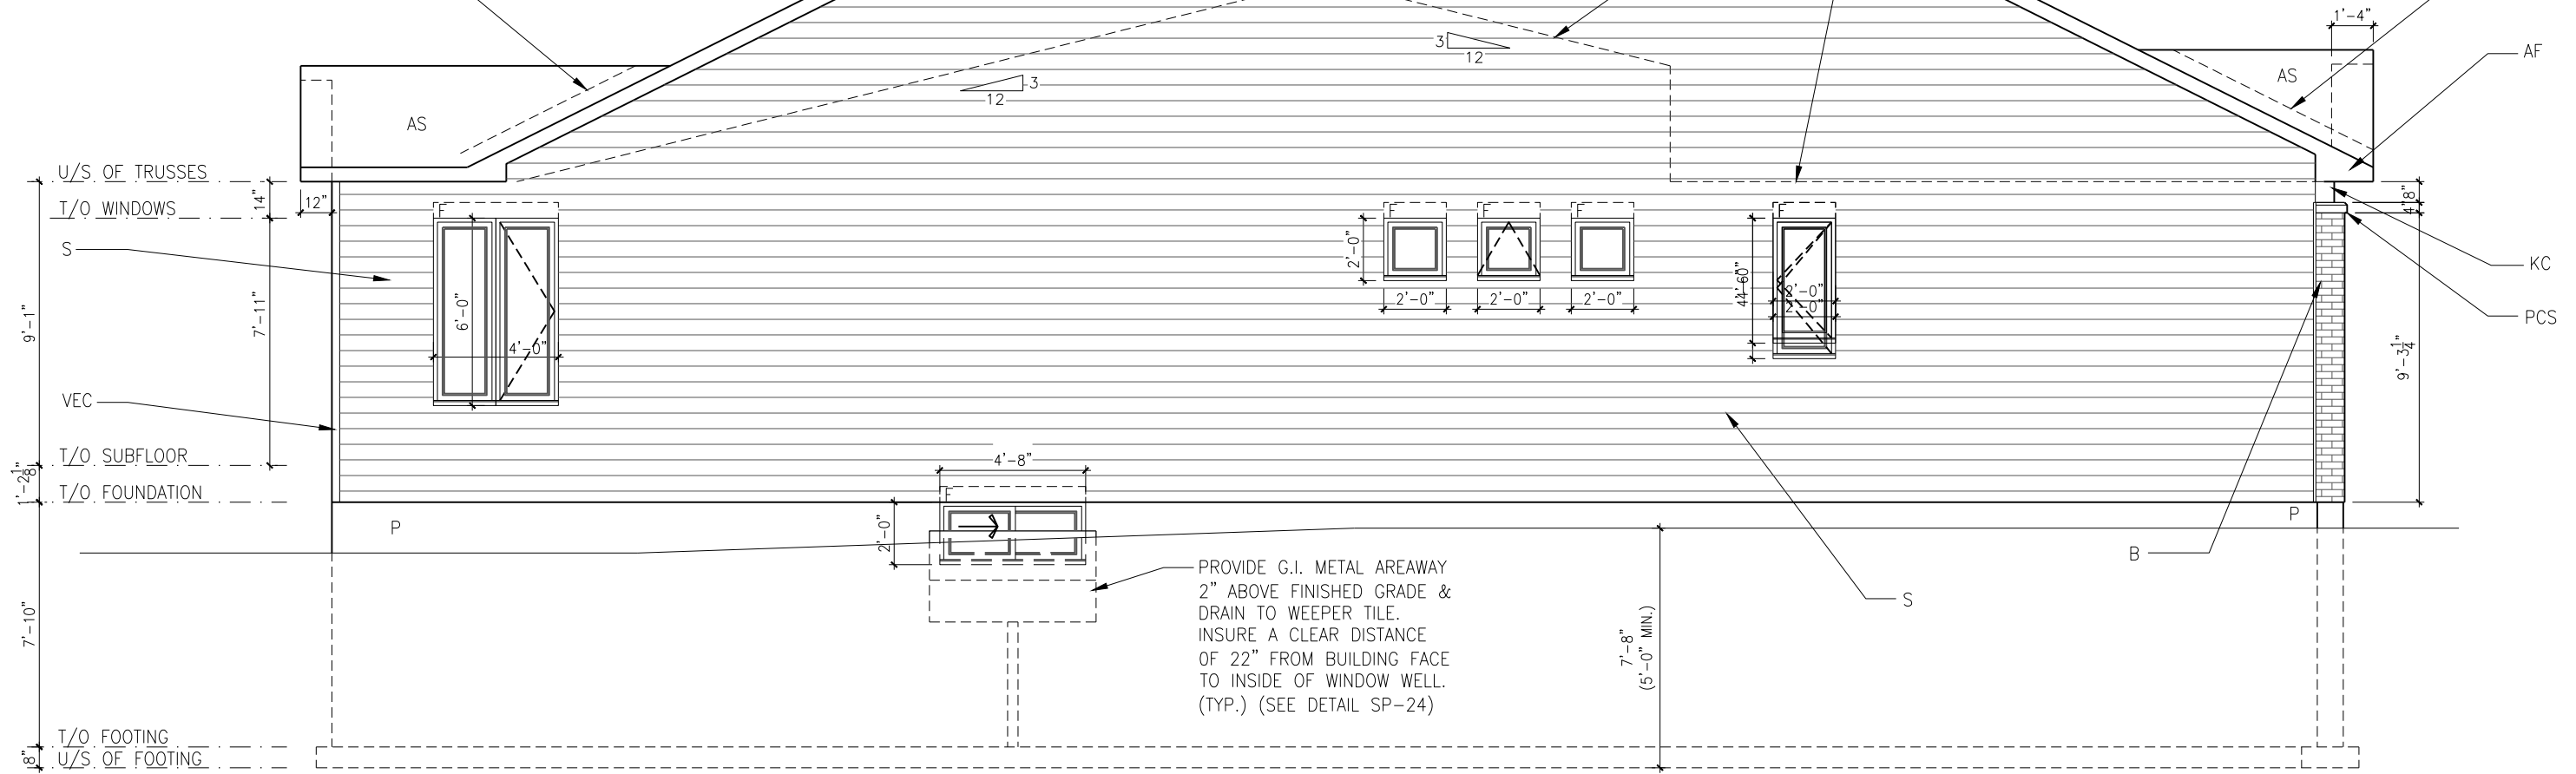 1'-4"
AF
3
12
AS
3
12
AS
U/S OF TRUSSES
14"
12"
T/O WINDOWS
F
F
F
F
F
8"
4"
S
2'-0"
KC
9'-1"
7'-11"
6'-0"
4'-0"
2'-0"
2'-0"
2'-0"
2'-0"
2'-0"
PCS
9'-3 1/4"
VEC
T/O SUBFLOOR
4'-8"
1'-2 1/8"
T/O FOUNDATION
F
P
P
2'-0"
B
PROVIDE G.I. METAL AREAWAY
2" ABOVE FINISHED GRADE &
DRAIN TO WEEPER TILE.
INSURE A CLEAR DISTANCE
OF 22" FROM BUILDING FACE
TO INSIDE OF WINDOW WELL.
(TYP.) (SEE DETAIL SP-24)
S
7'-10"
7'-8"
(5'-0" MIN.)
T/O FOOTING
8"
U/S OF FOOTING